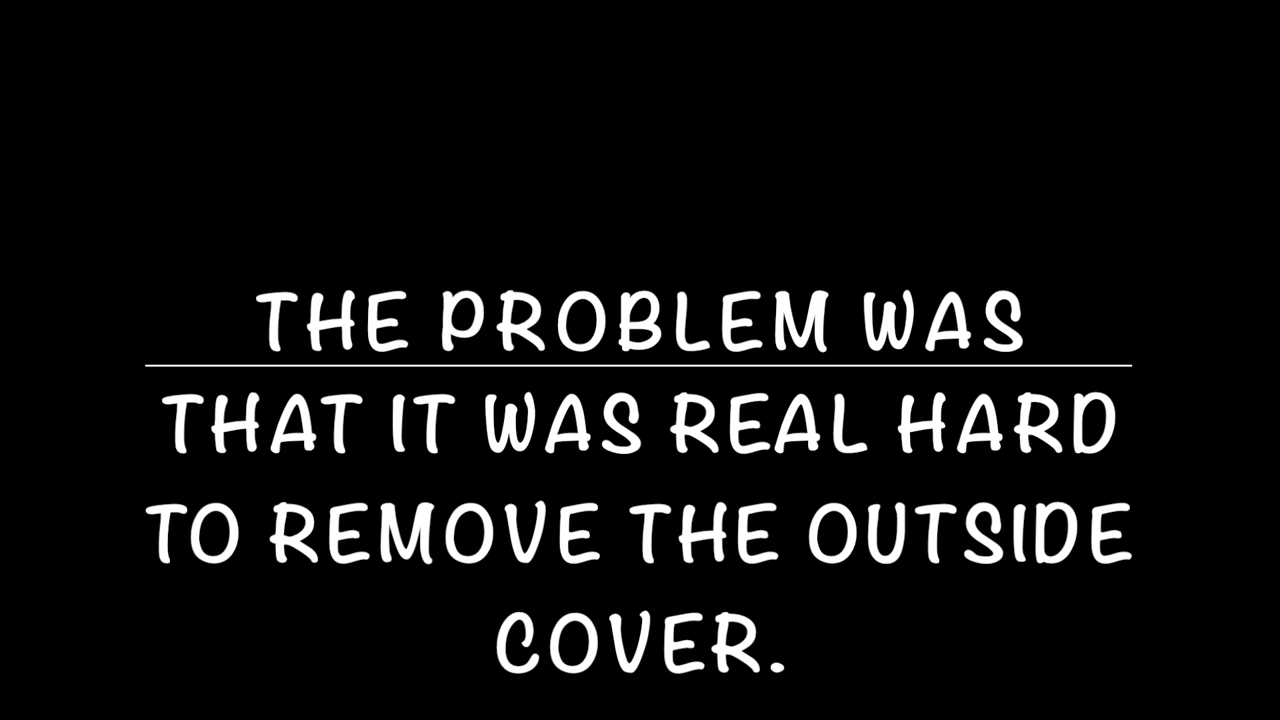 THE PROBLEM WAS
THAT IT WAS REAL HARD
TO REMOVE THE OUTSIDE
COVER.